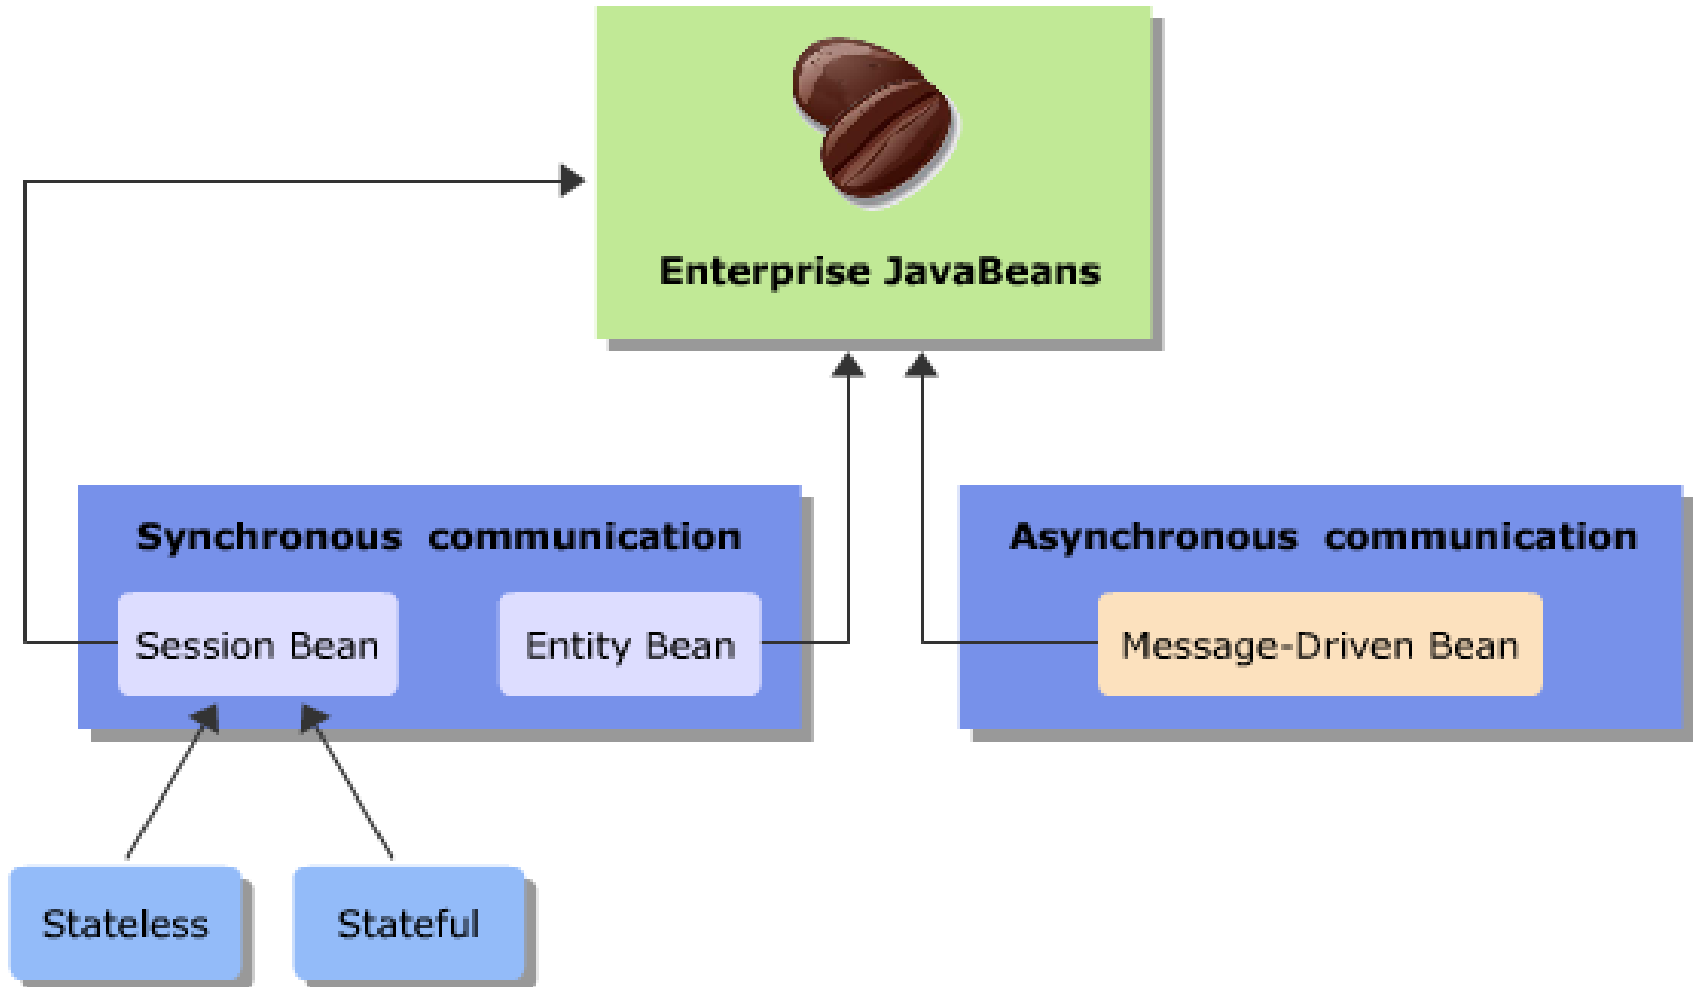 Enterprise JavaBeans
Synchronous communication
Session Bean
Entity Bean
Asynchronous communication
Message-Driven Bean
Stateless
Stateful